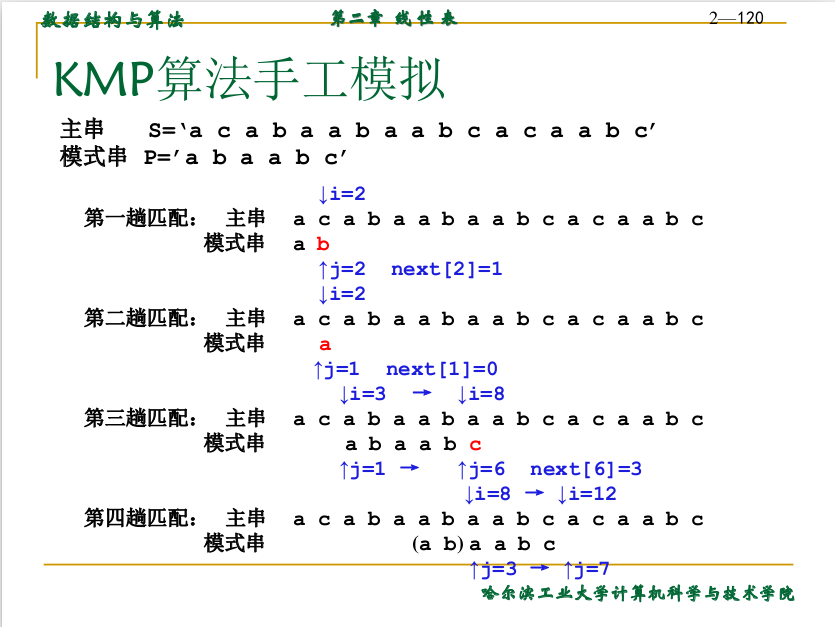 数据结构与算法 第二章 线性表 2—120
KMP算法手工模拟
主串 S=‘a c a b a a b a a b c a c a a b c’
模式串 P=’a b a a b c’
↓i=2
第一趟匹配： 主串 a c a b a a b a a b c a c a a b c
模式串 a b
↑j=2 next[2]=1
↓i=2
第二趟匹配： 主串 a c a b a a b a a b c a c a a b c
模式串 a
↑j=1 next[1]=0
↓i=3 → ↓i=8
第三趟匹配： 主串 a c a b a a b a a b c a c a a b c
模式串 a b a a b c
↑j=1 → ↑j=6 next[6]=3
↓i=8 → ↓i=12
第四趟匹配： 主串 a c a b a a b a a b c a c a a b c
模式串 (a b)a a b c
↑j=3 → ↑j=7
哈尔滨工业大学计算机科学与技术学院